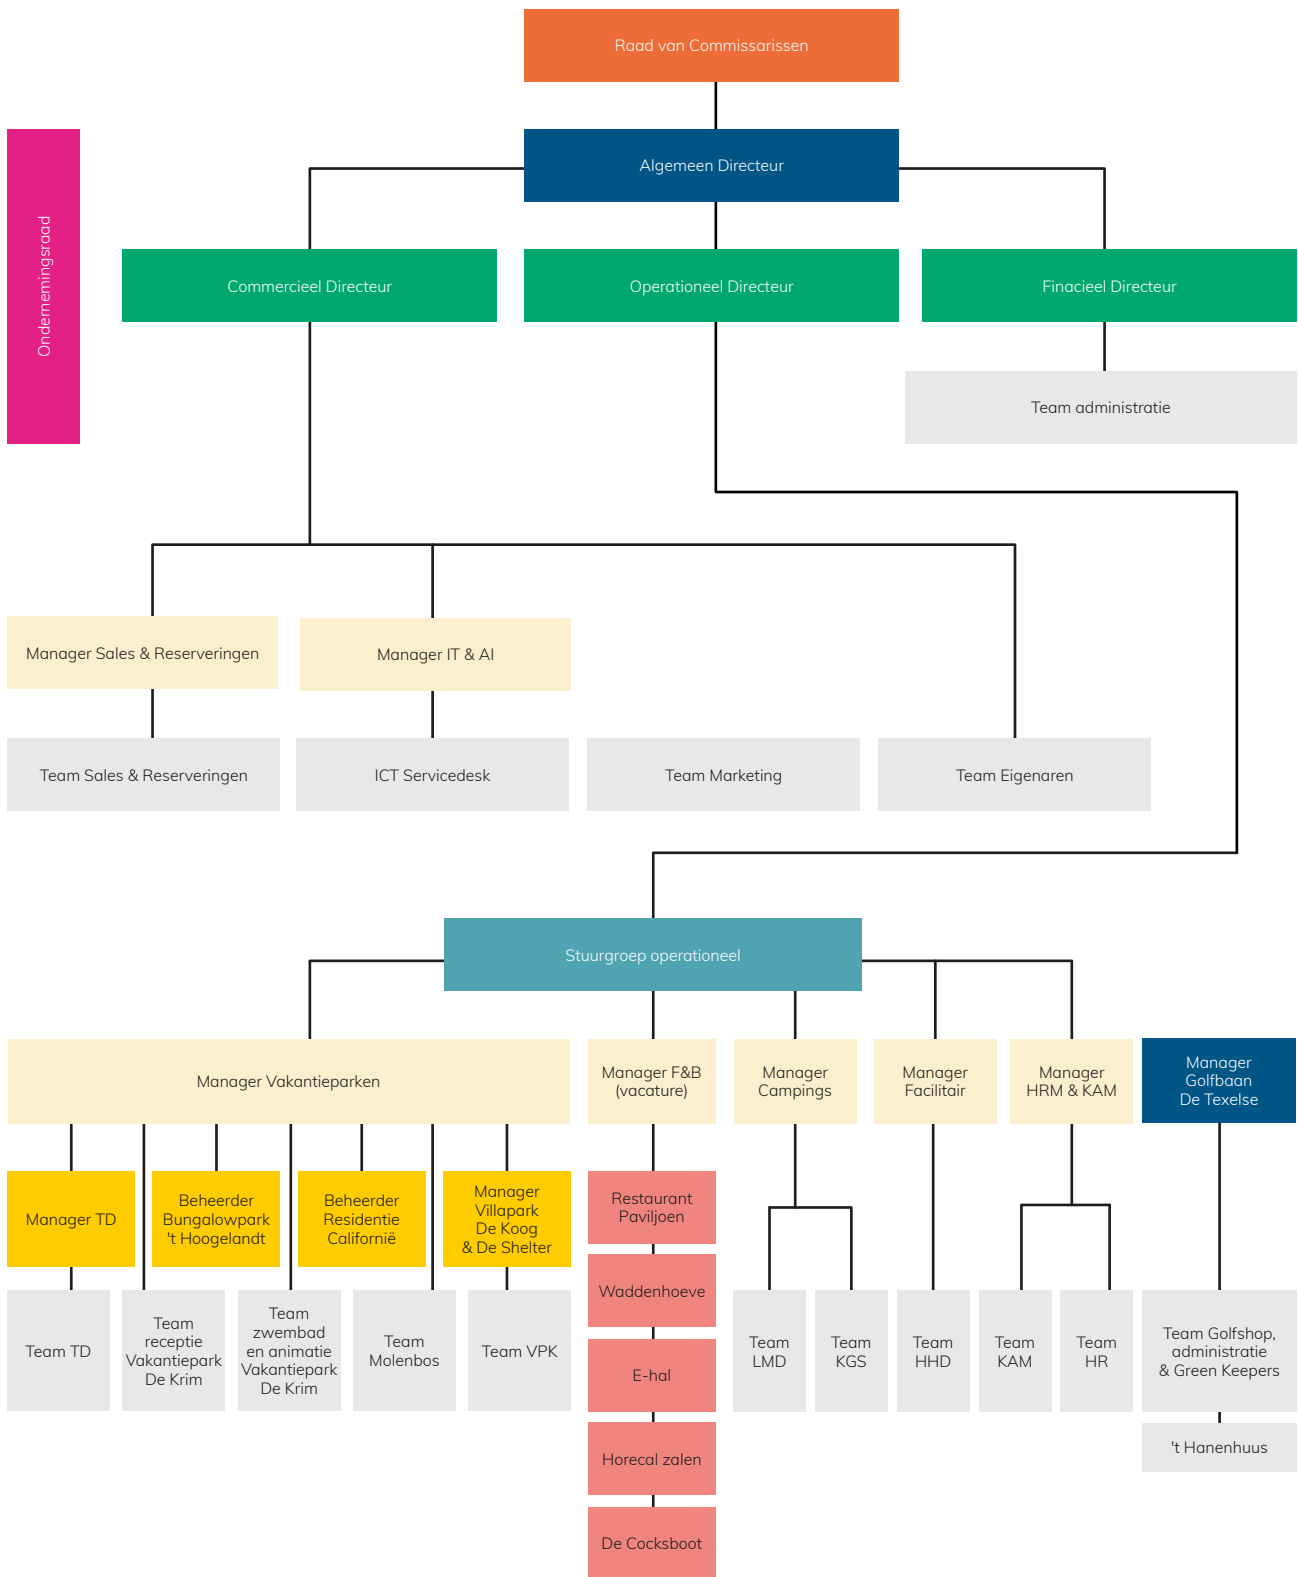 Raad van Commissarissen
Algemeen Directeur
Ondernemingsraad
Commercieel Directeur
Operationeel Directeur
Finacieel Directeur
Team administratie
Manager Sales & Reserveringen
Manager IT & AI
Team Sales & Reserveringen
ICT Servicedesk
Team Marketing
Team Eigenaren
Stuurgroep operationeel
Manager Vakantieparken
Manager F&B
(vacature)
Manager
Campings
Manager
Facilitair
Manager
HRM & KAM
Manager
Golfbaan
De Texelse
Manager TD
Beheerder
Bungalowpark
't Hoogelandt
Beheerder
Residentie
Californië
Manager
Villapark
De Koog
& De Shelter
Restaurant
Paviljoen
Waddenhoeve
E-hal
Horecal zalen
De Cocksboot
Team TD
Team
receptie
Vakantiepark
De Krim
Team
zwembad
en animatie
Vakantiepark
De Krim
Team
Molenbos
Team VPK
Team
LMD
Team
KGS
Team
HHD
Team
KAM
Team
HR
Team Golfshop,
administratie
& Green Keepers
't Hanenhuus